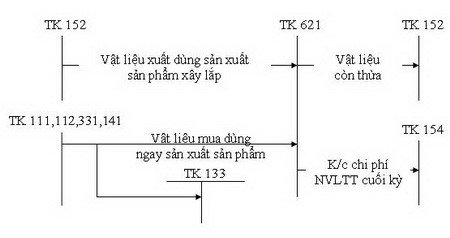 TK 152
TK 621
TK 152
Vật liệu xuất dùng sản xuất
sản phẩm xây lắp
Vật liệu
còn thừa
TK 111,112,331,141
TK 154
Vật liệu mua dùng
ngay sản xuất sản phẩm
K/c chi phí
NVLTT cuối kỳ
TK 133